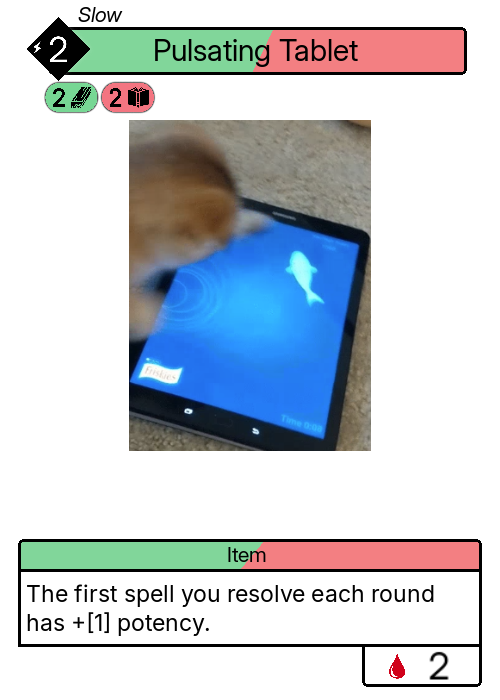 Slow
2
Pulsating Tablet
2 2
Friskies
Time 0:00
Item
The first spell you resolve each round
has +[1] potency.
2